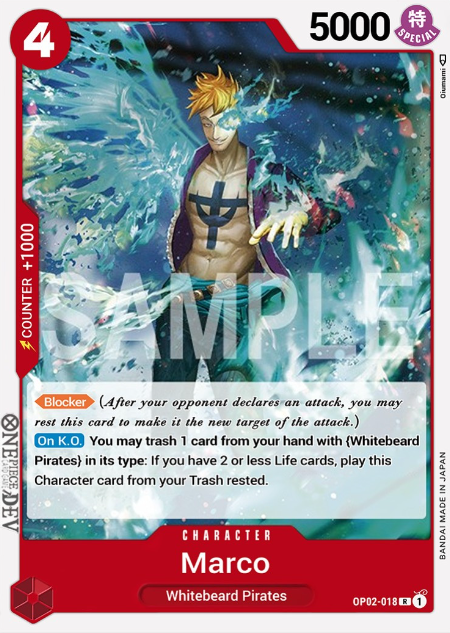 4
5000
特
SPECIAL
Oiumami
COUNTER +1000
SAMPLE
Blocker (After your opponent declares an attack, you may
rest this card to make it the new target of the attack.)
On K.O. You may trash 1 card from your hand with {Whitebeard
Pirates} in its type: If you have 2 or less Life cards, play this
Character card from your Trash rested.
ONE PIECE
CARD GAME
DEV
BANDAI MADE IN JAPAN
CHARACTER
Marco
Whitebeard Pirates
OP02-018 R 1